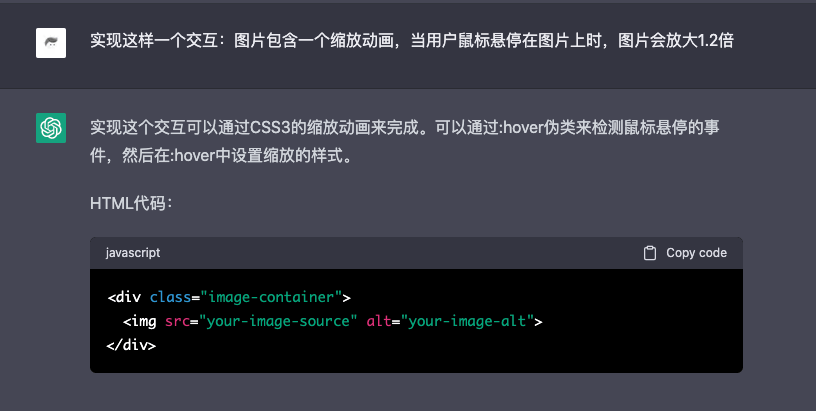 实现这样一个交互：图片包含一个缩放动画，当用户鼠标悬停在图片上时，图片会放大1.2倍
实现这个交互可以通过CSS3的缩放动画来完成。可以通过:hover伪类来检测鼠标悬停的事
件，然后在:hover中设置缩放的样式。
HTML代码：
javascript
Copy code
<div class="image-container">
  <img src="your-image-source" alt="your-image-alt">
</div>